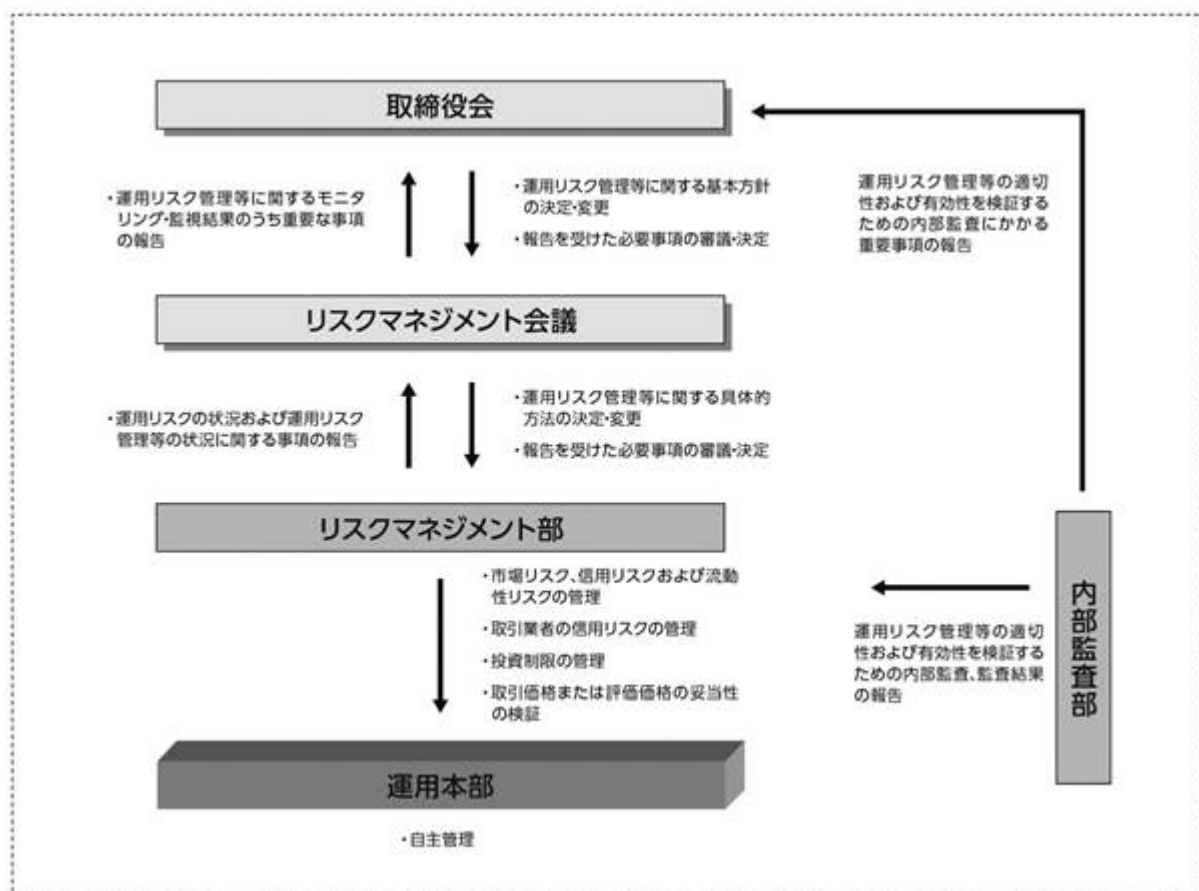 取締役会
・運用リスク管理等に関するモニタ
リング・監視結果のうち重要な事項
の報告
・運用リスク管理等に関する基本方針
の決定・変更
・報告を受けた必要事項の審議・決定
運用リスク管理等の適切
性および有効性を検証する
ための内部監査にかかる
重要事項の報告
リスクマネジメント会議
・運用リスクの状況および運用リスク
管理等の状況に関する事項の報告
・運用リスク管理等に関する具体的
方法の決定・変更
・報告を受けた必要事項の審議・決定
リスクマネジメント部
・市場リスク、信用リスクおよび流動
性リスクの管理
・取引業者の信用リスクの管理
・投資制限の管理
・取引価格または評価価格の妥当性
の検証
運用リスク管理等の適切
性および有効性を検証する
ための内部監査、監査結果
の報告
内部監査部
運用本部
・自主管理